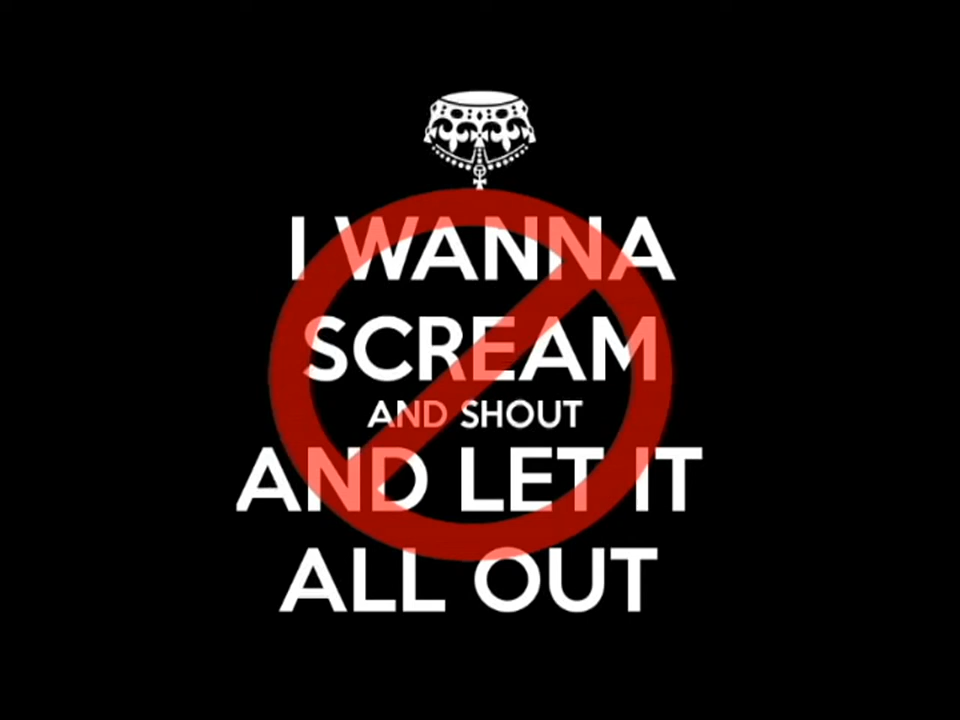 I WANNA
SCREAM
AND SHOUT
AND LET IT
ALL OUT